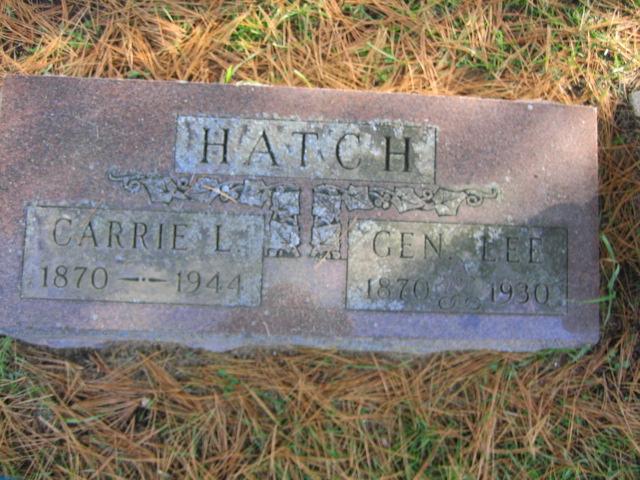 HATCH
CARRIE L.
1870 — · — 1944
GEN. LEE
1870 1930